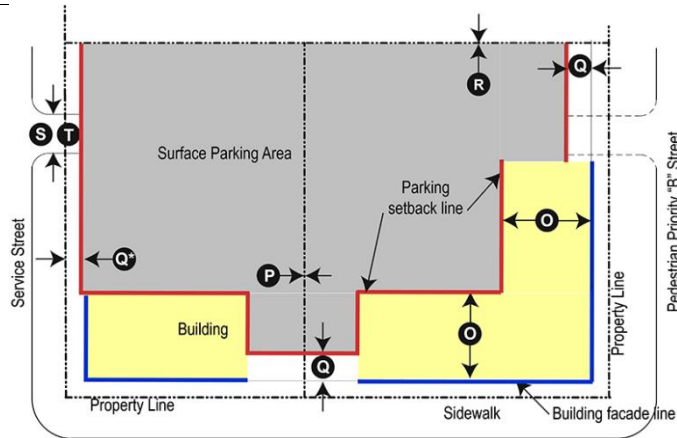 R
Q
S T
Surface Parking Area
Parking
setback line
O
Q*
P
Service Street
Pedestrian Priority "B" Street
Building
O
Q
Property Line
Property Line
Sidewalk
Building facade line